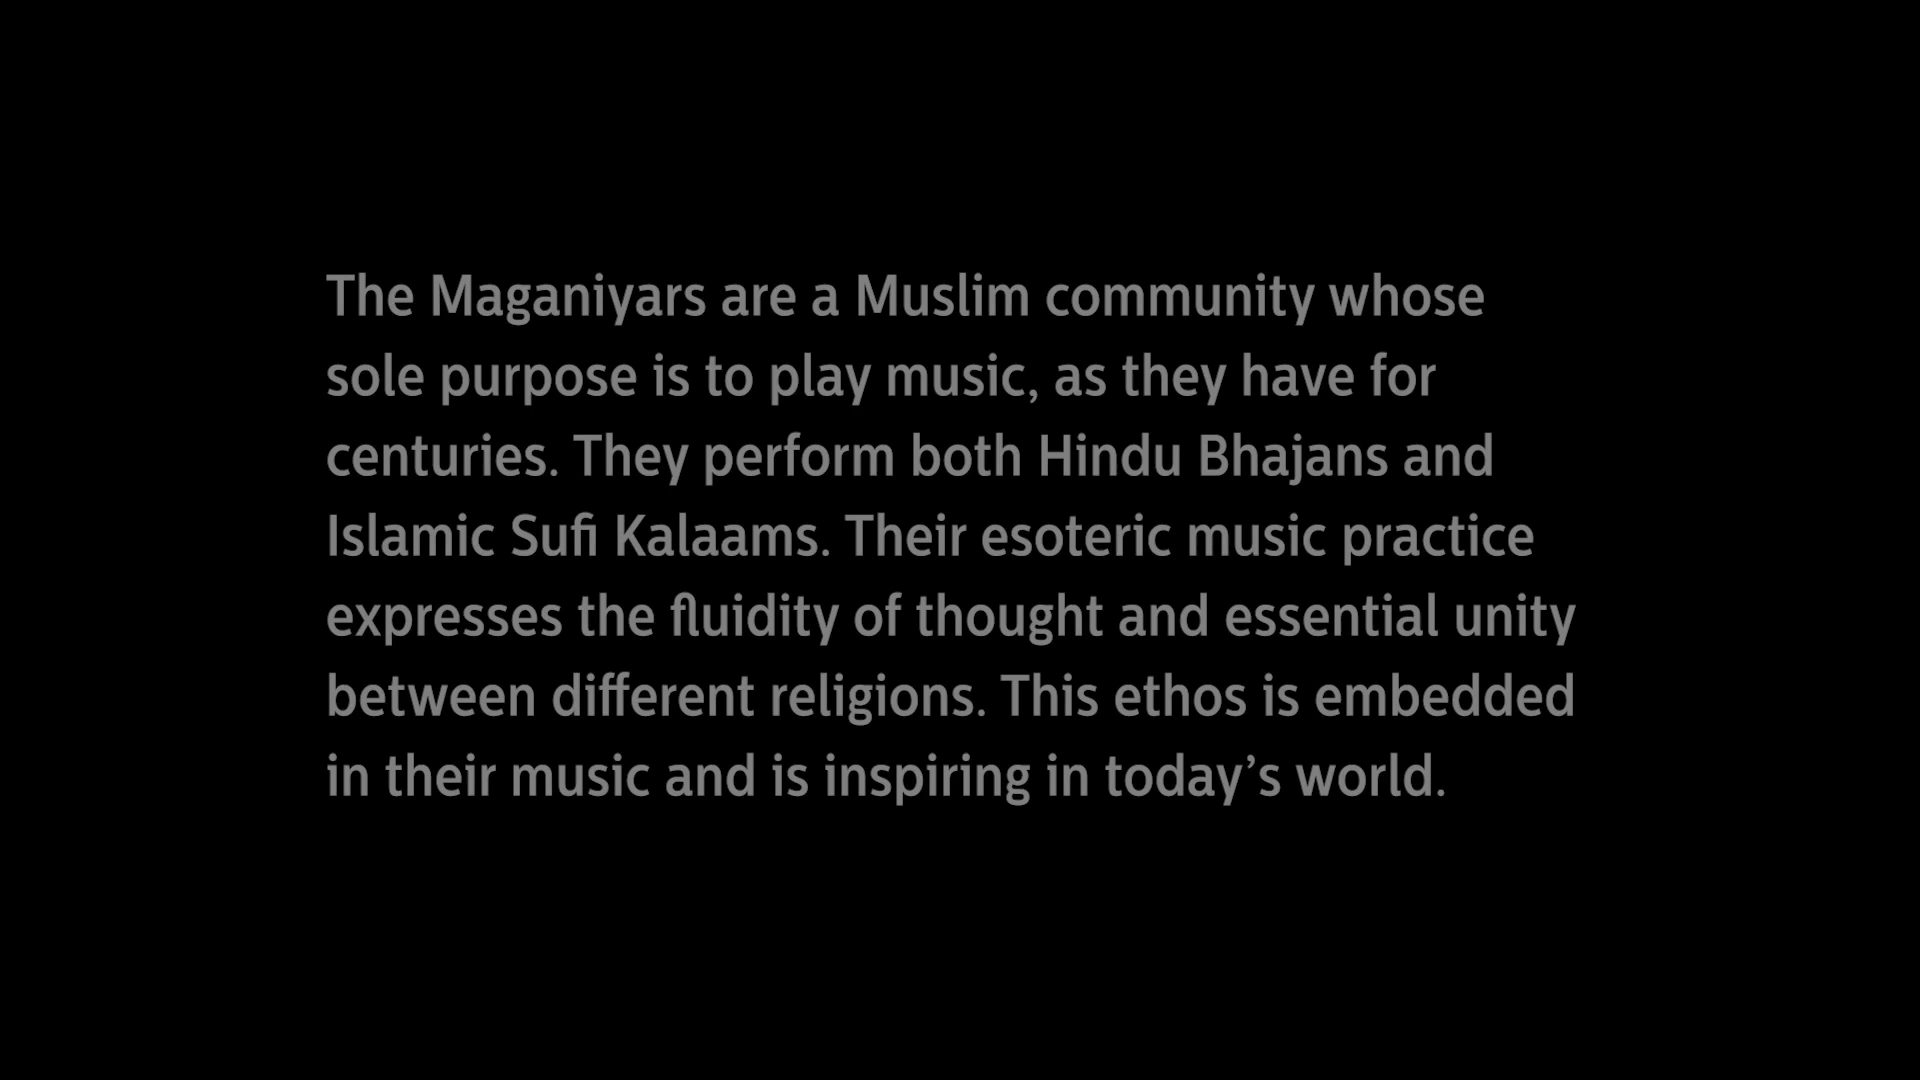 The Maganiyars are a Muslim community whose
sole purpose is to play music, as they have for
centuries. They perform both Hindu Bhajans and
Islamic Sufi Kalaams. Their esoteric music practice
expresses the fluidity of thought and essential unity
between different religions. This ethos is embedded
in their music and is inspiring in today’s world.